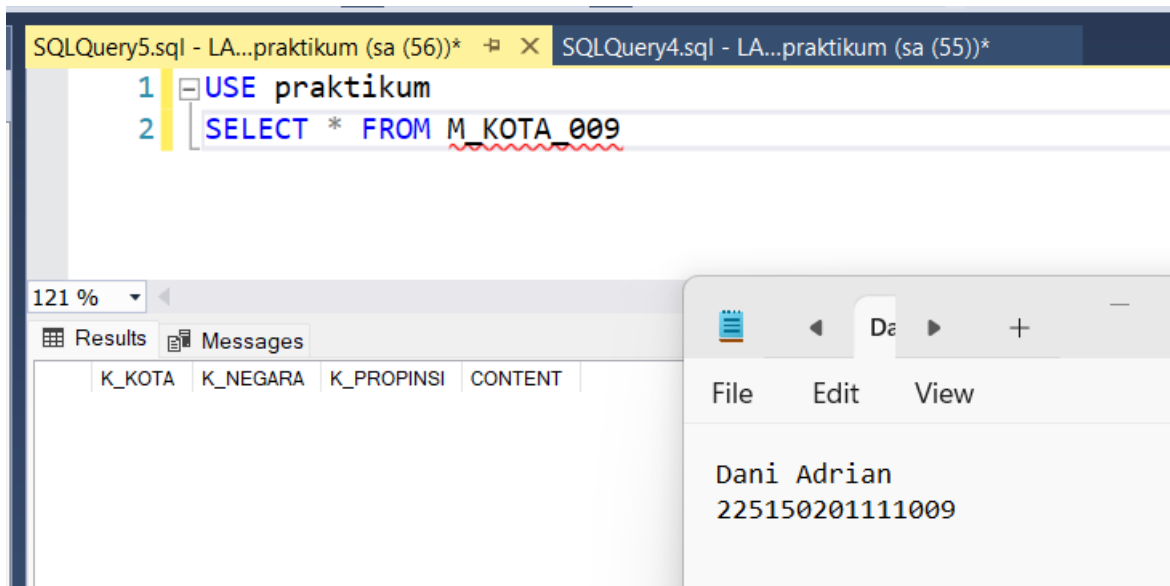 SQLQuery5.sql - LA...praktikum (sa (56))*
SQLQuery4.sql - LA...praktikum (sa (55))*
1 USE praktikum
2 SELECT * FROM M_KOTA_009
121 %
Results Messages
K_KOTA K_NEGARA K_PROPINSI CONTENT
Da
File Edit View
Dani Adrian
225150201111009